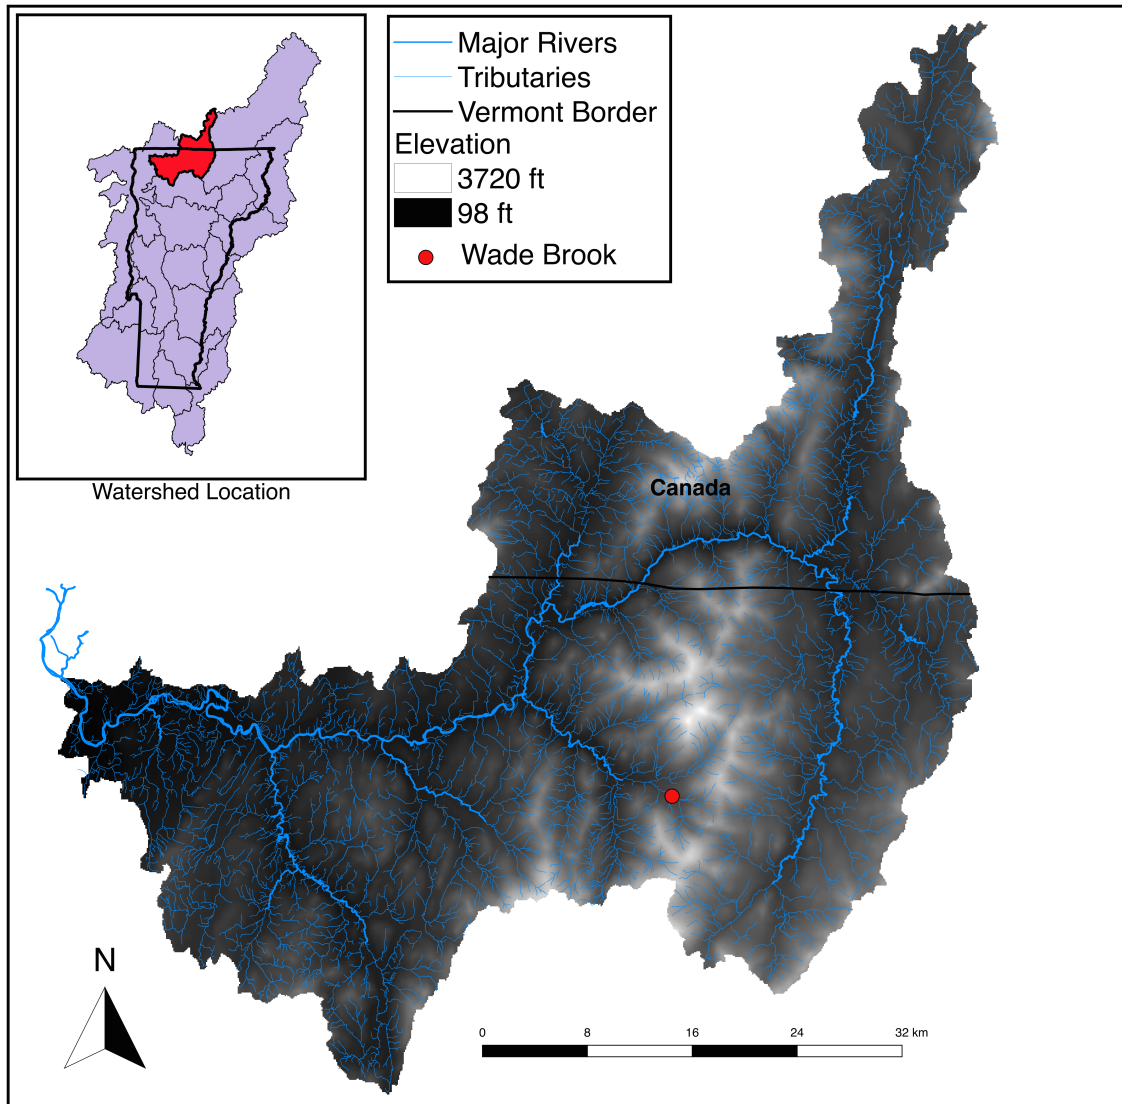 Major Rivers
Tributaries
Vermont Border
Elevation
3720 ft
98 ft
Wade Brook
Watershed Location
Canada
N
0 8 16 24 32 km